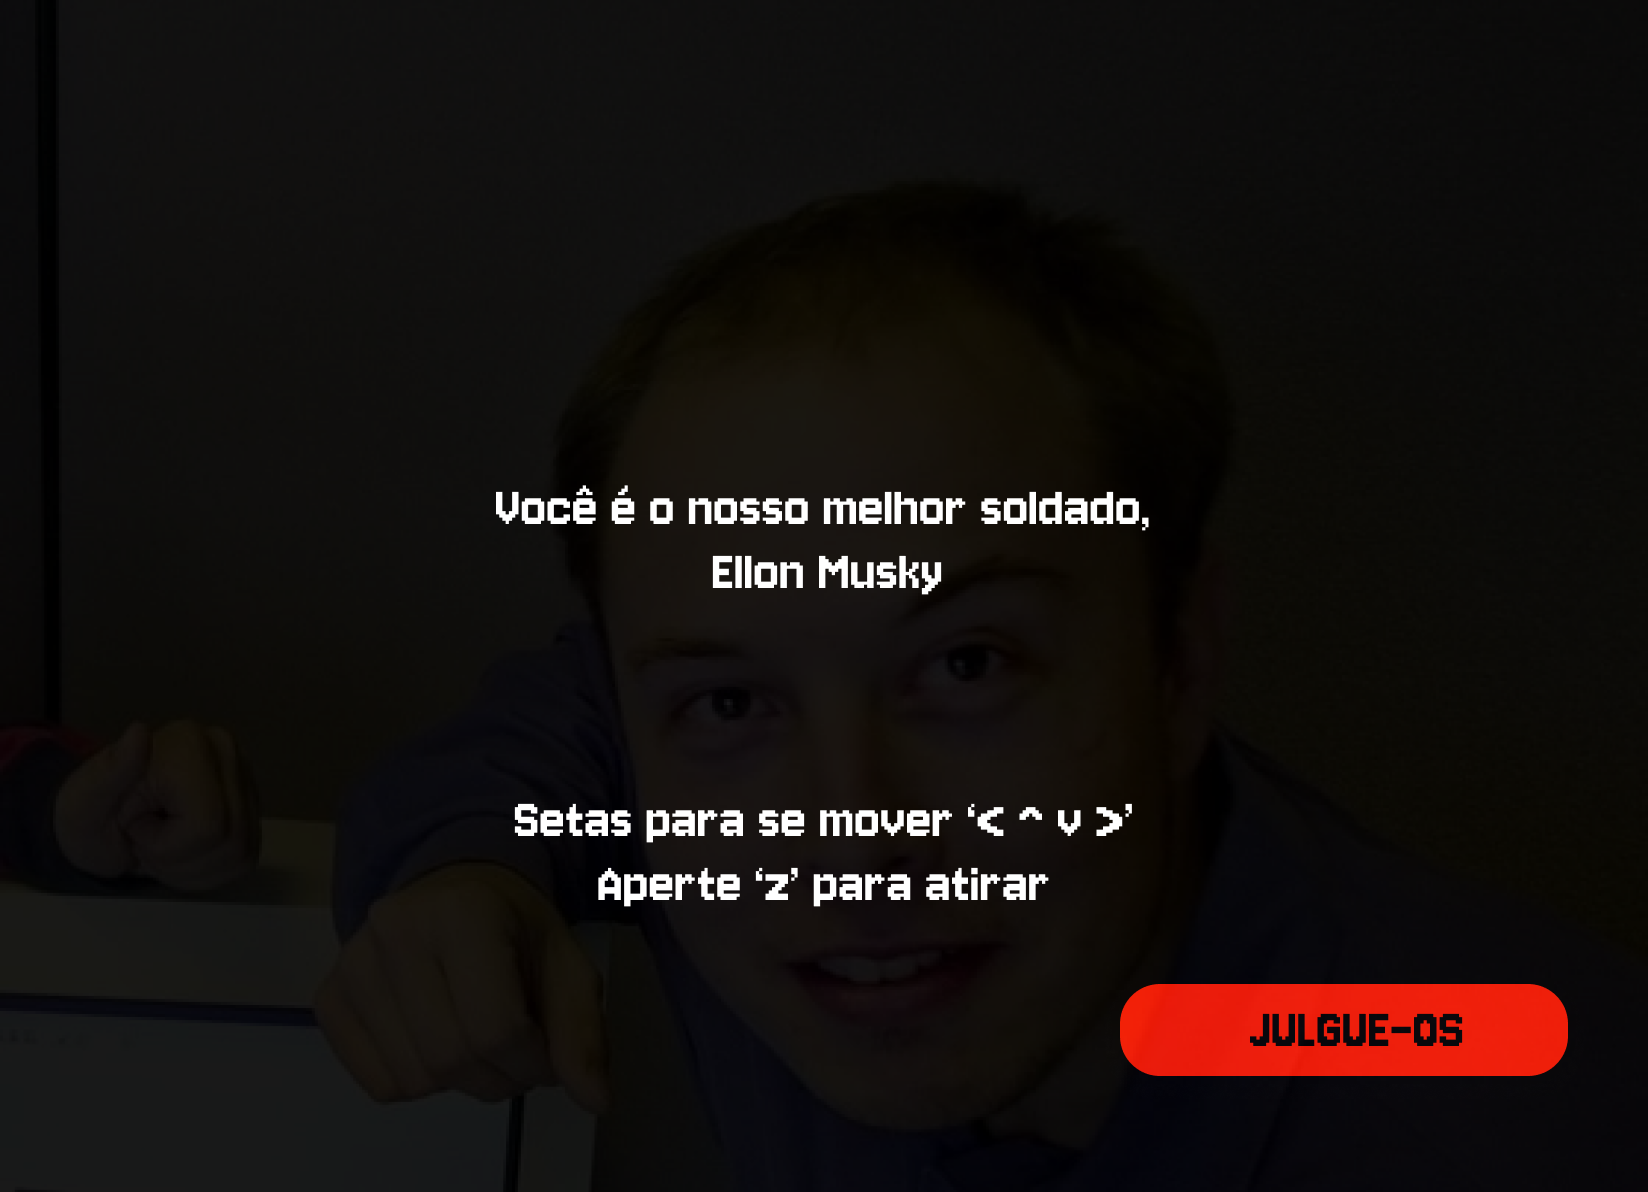 Você é o nosso melhor soldado,
Ellon Musky
Setas para se mover ‘< ^ v >’
Aperte ‘z’ para atirar
JULGUE-OS